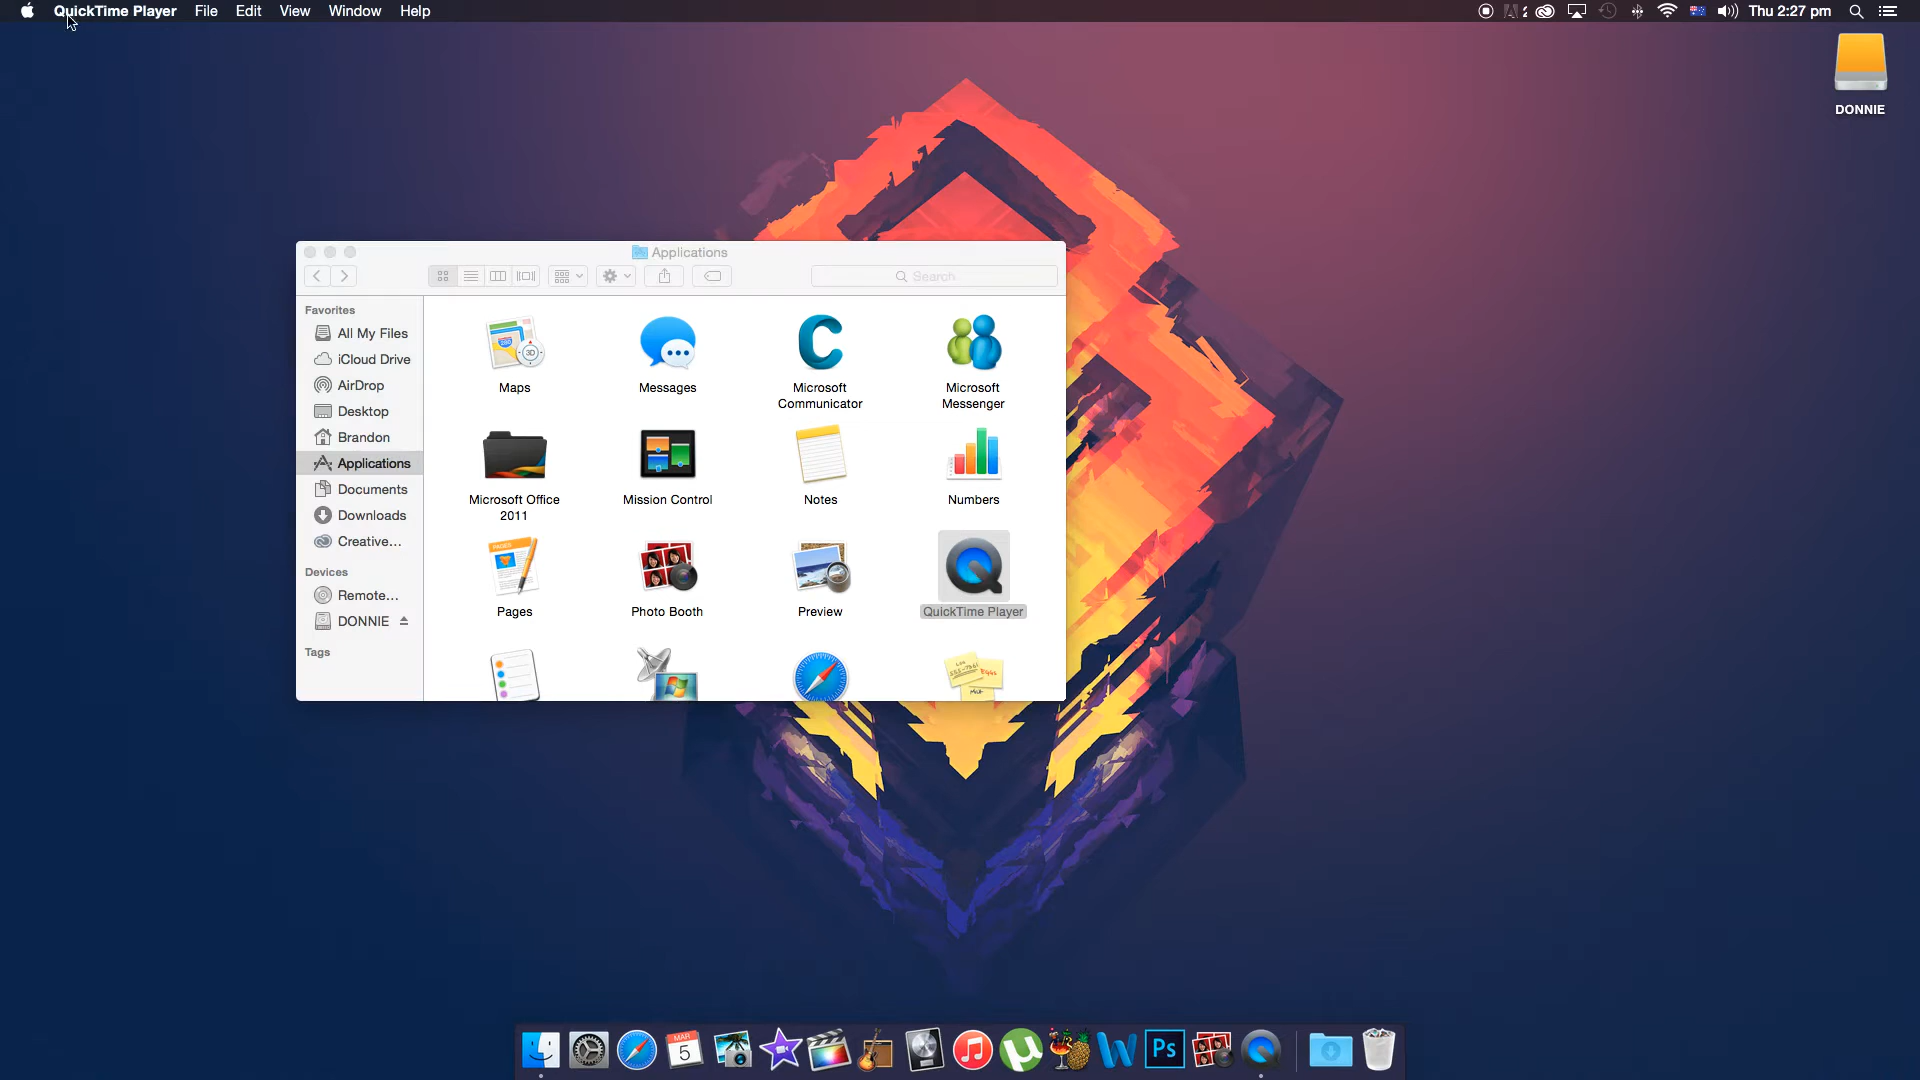 QuickTime Player File Edit View Window Help
Thu 2:27 pm
DONNIE
Applications
Search
Favorites
All My Files
iCloud Drive
AirDrop
Desktop
Brandon
Applications
Documents
Downloads
Creative...
Devices
Remote...
DONNIE
Tags
Maps
Messages
Microsoft
Communicator
Microsoft
Messenger
Microsoft Office
2011
Mission Control
Notes
Numbers
Pages
Photo Booth
Preview
QuickTime Player
MAR
5
Ps